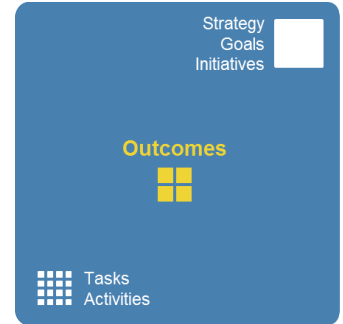 Strategy
Goals
Initiatives
Outcomes
Tasks
Activities